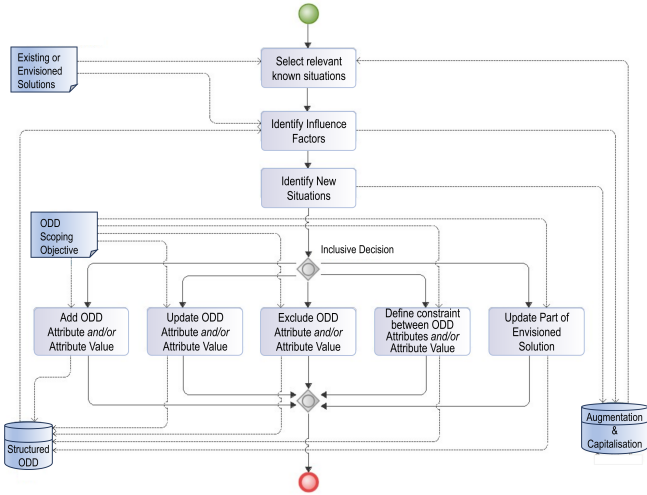 Existing or
Envisioned
Solutions
Select relevant
known situations
Identify Influence
Factors
Identify New
Situations
ODD
Scoping
Objective
Inclusive Decision
Add ODD
Attribute and/or
Attribute Value
Update ODD
Attribute and/or
Attribute Value
Exclude ODD
Attribute and/or
Attribute Value
Define constraint
between ODD
Attributes and/or
Attribute Value
Update Part of
Envisioned
Solution
Structured
ODD
Augmentation
&
Capitalisation